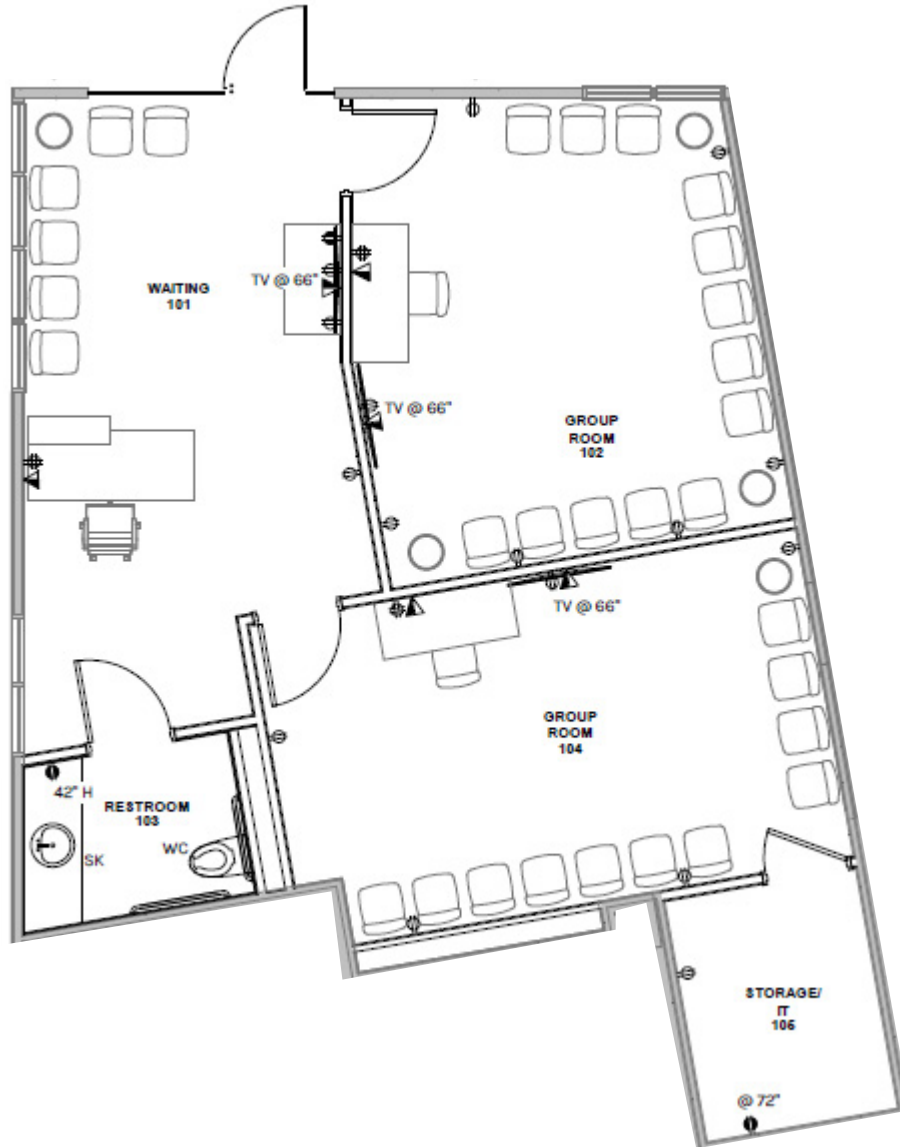 TV @ 66"
WAITING
101
TV @ 66"
GROUP
ROOM
102
TV @ 66"
GROUP
ROOM
104
42" H
RESTROOM
103
WC
SK
STORAGE/
IT
105
@ 72"